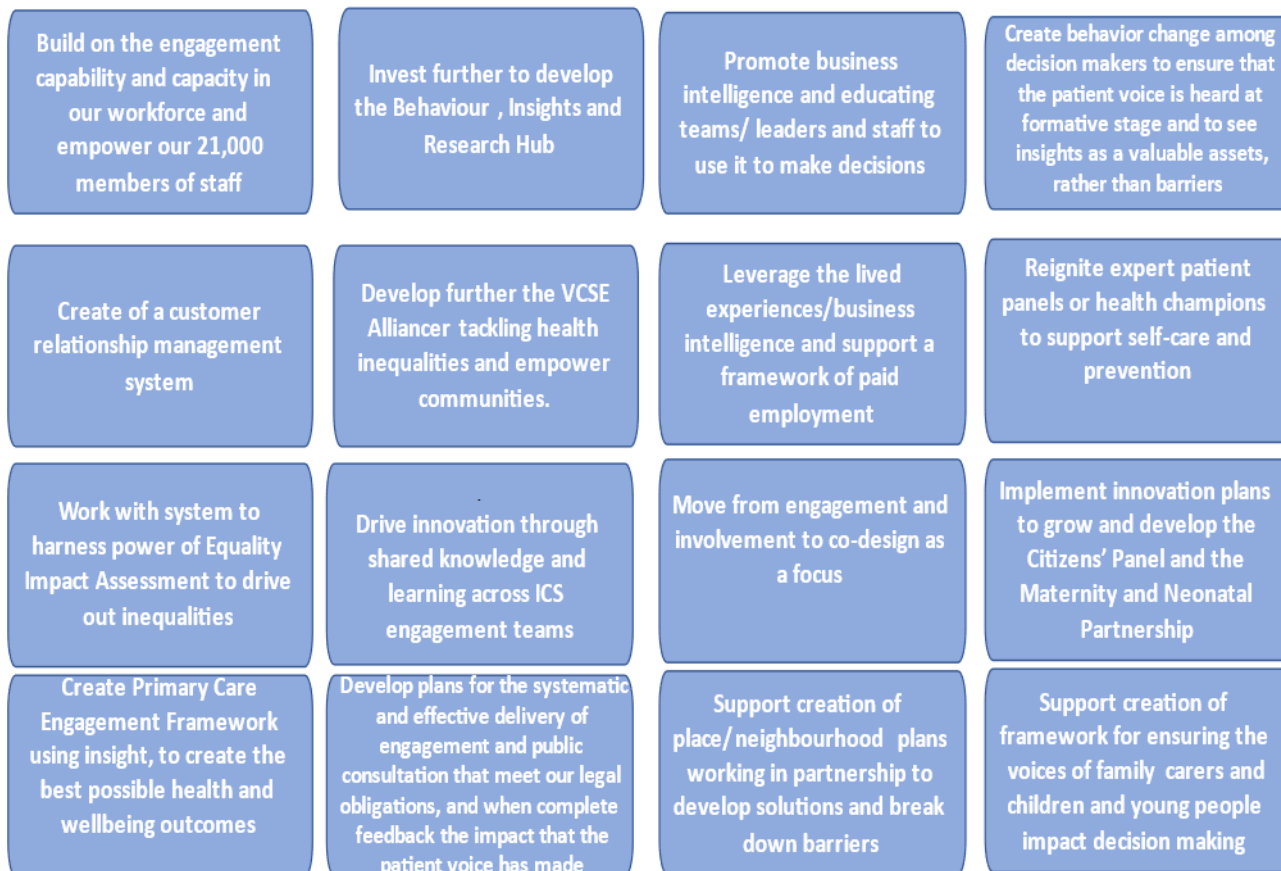 Build on the engagement
capability and capacity in
our workforce and
empower our 21,000
members of staff
Invest further to develop
the Behaviour , Insights and
Research Hub
Promote business
intelligence and educating
teams/ leaders and staff to
use it to make decisions
Create behavior change among
decision makers to ensure that
the patient voice is heard at
formative stage and to see
insights as a valuable assets,
rather than barriers
Create of a customer
relationship management
system
Develop further the VCSE
Alliancer tackling health
inequalities and empower
communities.
Leverage the lived
experiences/business
intelligence and support a
framework of paid
employment
Reignite expert patient
panels or health champions
to support self-care and
prevention
Work with system to
harness power of Equality
Impact Assessment to drive
out inequalities
.
Drive innovation through
shared knowledge and
learning across ICS
engagement teams
Move from engagement and
involvement to co-design as
a focus
Implement innovation plans
to grow and develop the
Citizens' Panel and the
Maternity and Neonatal
Partnership
Create Primary Care
Engagement Framework
using insight, to create the
best possible health and
wellbeing outcomes
Develop plans for the systematic
and effective delivery of
engagement and public
consultation that meet our legal
obligations, and when complete
feedback the impact that the
patient voice has made
Support creation of
place/ neighbourhood plans
working in partnership to
develop solutions and break
down barriers
Support creation of
framework for ensuring the
voices of family carers and
children and young people
impact decision making